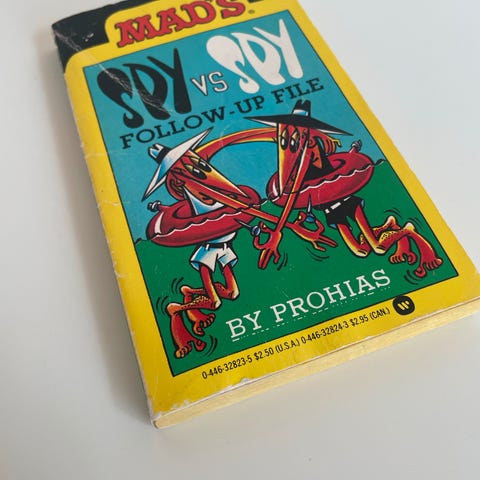 MAD'S®
SPY VS SPY
FOLLOW-UP FILE
BY PROHIAS
0-446-32823-5 $2.50 (U.S.A.) 0-446-32824-3 $2.95 (CAN.)